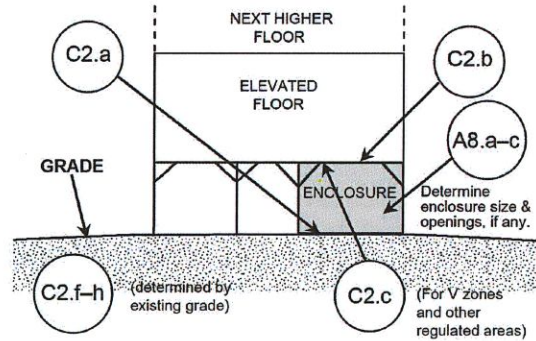 NEXT HIGHER
FLOOR
C2.a
C2.b
ELEVATED
FLOOR
A8.a–c
GRADE
ENCLOSURE
Determine
enclosure size &
openings, if any.
C2.f–h
(determined by
existing grade)
C2.c
(For V zones
and other
regulated areas)